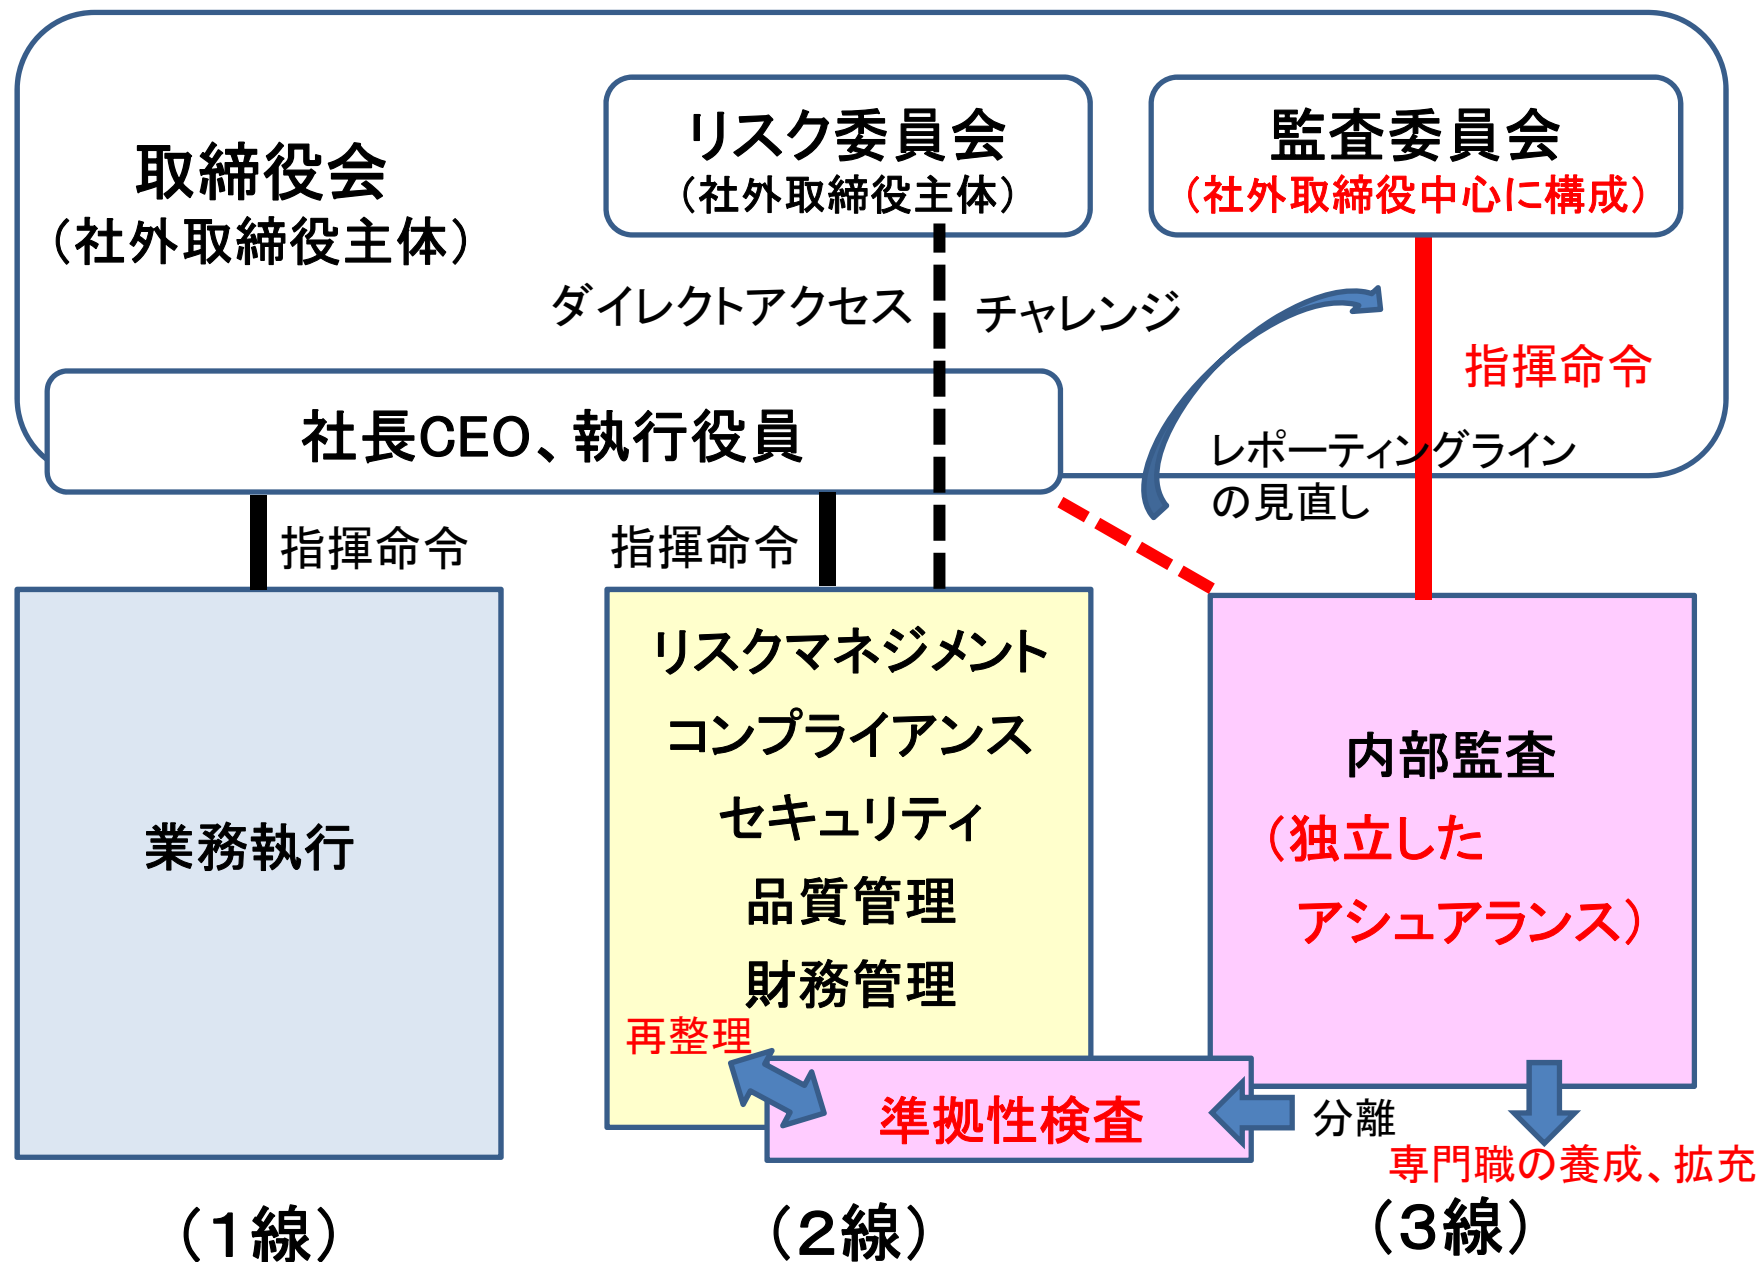 取締役会
（社外取締役主体）
リスク委員会
（社外取締役主体）
監査委員会
（社外取締役中心に構成）
ダイレクトアクセス
チャレンジ
指揮命令
社長CEO、執行役員
レポーティングライン
の見直し
指揮命令
指揮命令
業務執行
リスクマネジメント
コンプライアンス
セキュリティ
品質管理
財務管理
再整理
内部監査
（独立した
アシュアランス）
準拠性検査
分離
専門職の養成、拡充
（１線）
（２線）
（３線）